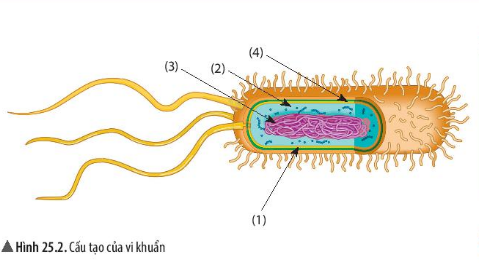 (4)
(3)
(2)
(1)
▲ Hình 25.2. Cấu tạo của vi khuẩn